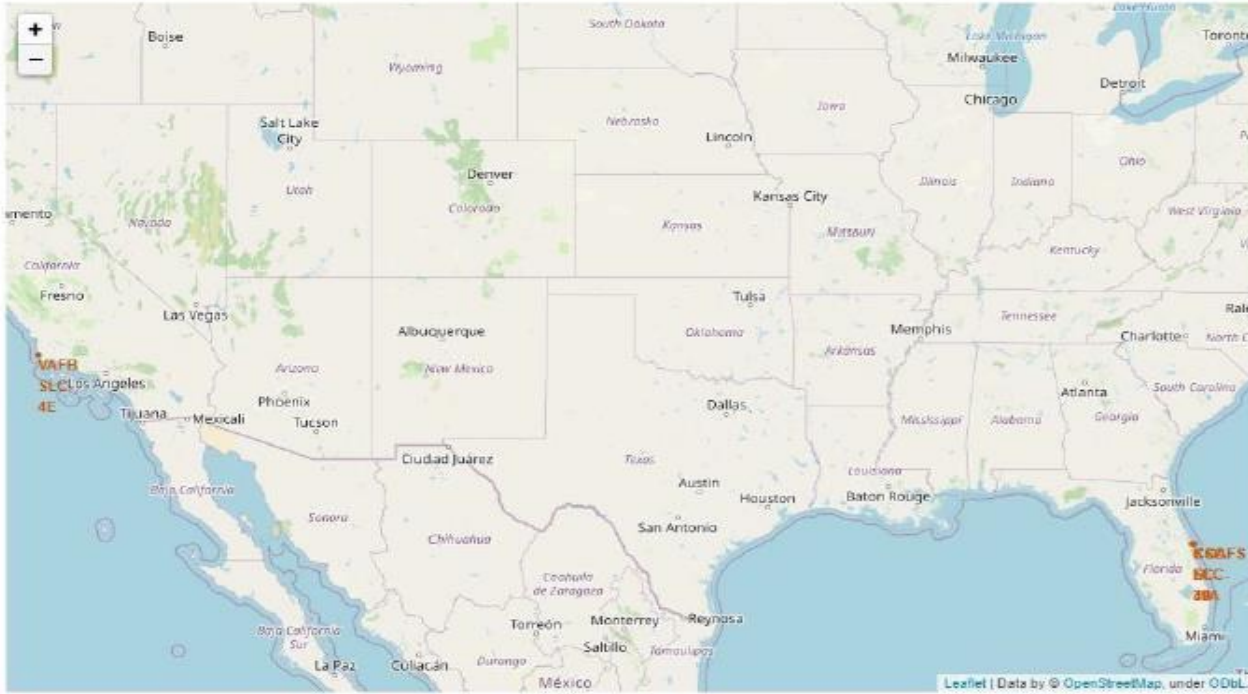 +
−
South Dakota
Lake Huron
Boise
Lake Michigan
Toronto
Wyoming
Milwaukee
Detroit
Chicago
Iowa
Nebraska
Salt Lake
City
Lincoln
Ohio
Denver
Utah
Illinois
Indiana
Kansas City
Colorado
West Virginia
Nevada
Kansas
Missouri
Kentucky
California
Fresno
Tulsa
Las Vegas
Tennessee
Albuquerque
Oklahoma
Memphis
Charlotte
North C
Arkansas
VAFB
SLC-
4E
Arizona
New Mexico
Los Angeles
South Carolina
Atlanta
Phoenix
Dallas
Tijuana
Mexicali
Tucson
Mississippi
Alabama
Georgia
Ciudad Juárez
Texas
Louisiana
Austin
Baja California
Houston
Baton Rouge
Jacksonville
Sonora
San Antonio
Chihuahua
Florida
Coahuila
de Zaragoza
Torreón
Monterrey
Reynosa
Baja California
Sur
Saltillo
Tamaulipas
Miami
La Paz
Culiacán
Durango
México
Leaflet | Data by © OpenStreetMap, under ODbL.